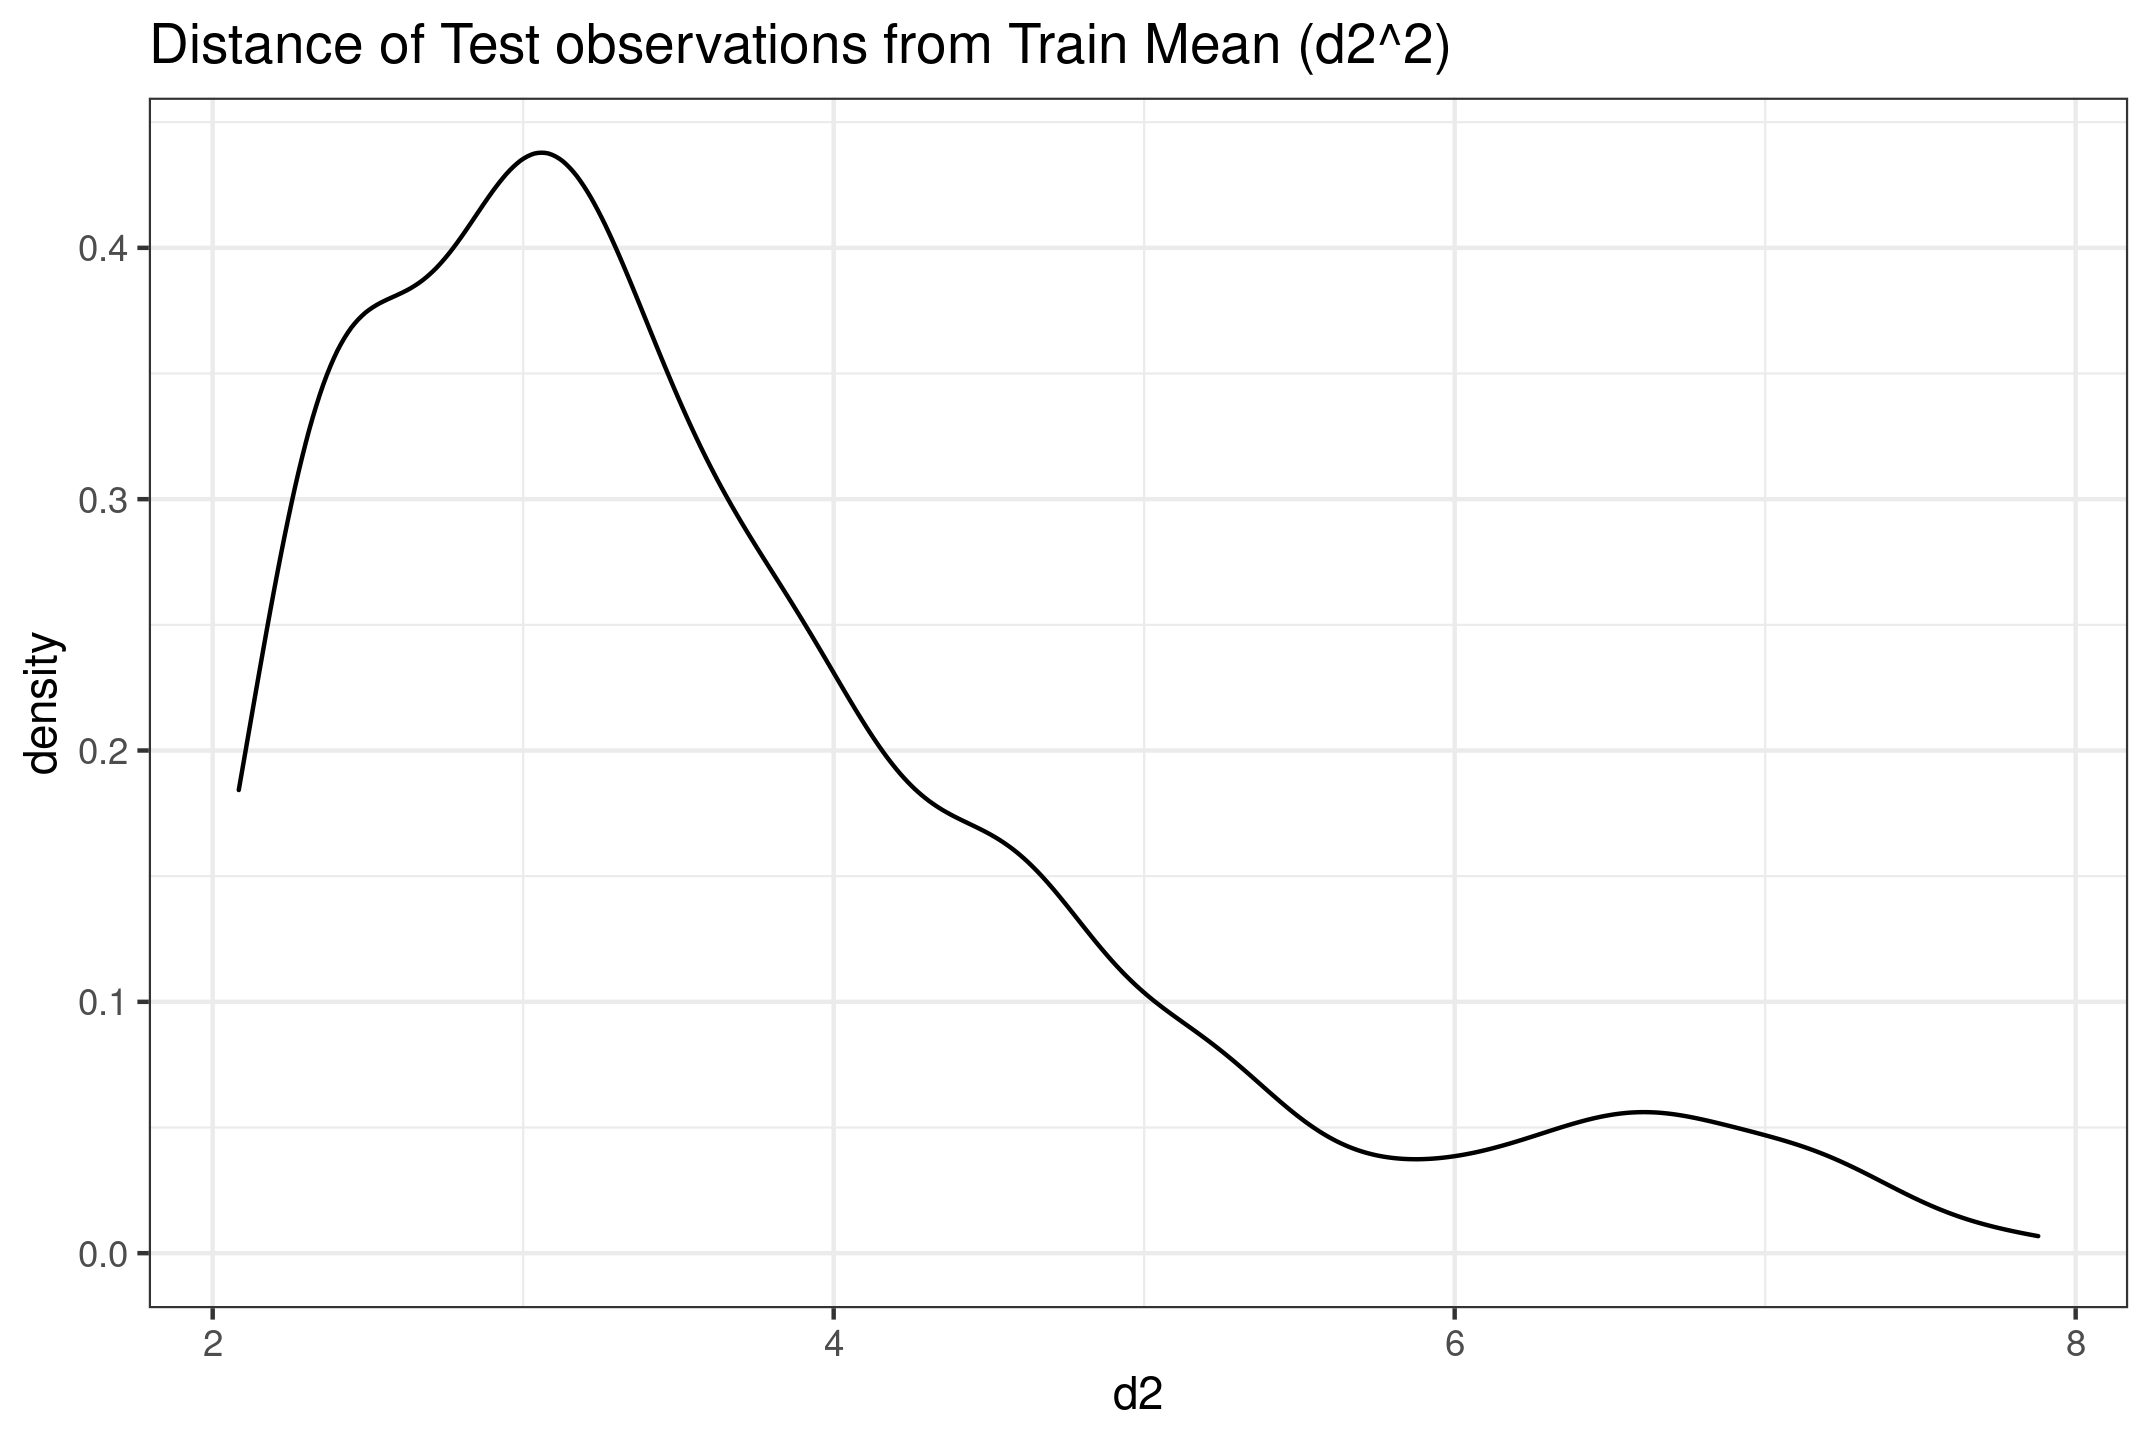 Distance of Test observations from Train Mean (d2^2)
density
0.4
0.3
0.2
0.1
0.0
2 4 6 8
d2